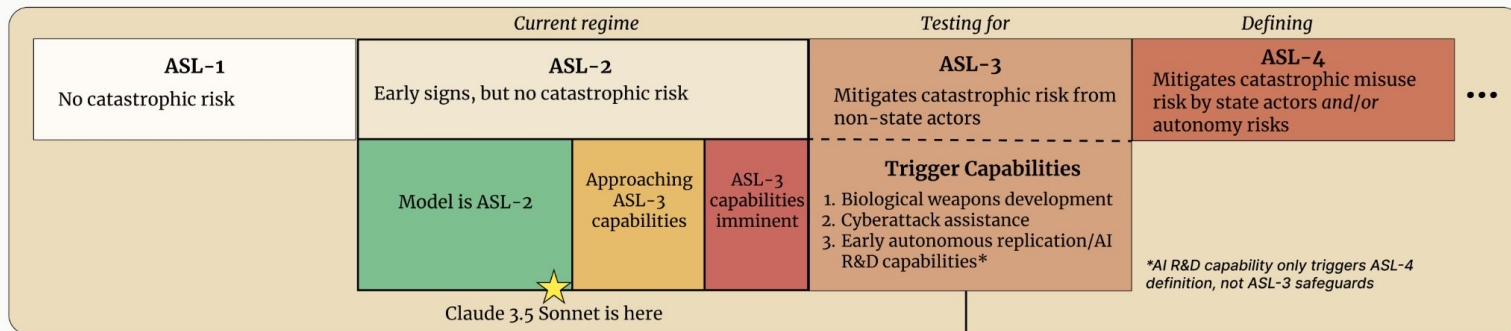 Current regime
Testing for
Defining
ASL-1
No catastrophic risk
ASL-2
Early signs, but no catastrophic risk
ASL-3
Mitigates catastrophic risk from
non-state actors
ASL-4
Mitigates catastrophic misuse
risk by state actors and/or
autonomy risks
...
Model is ASL-2
Approaching
ASL-3
capabilities
ASL-3
capabilities
imminent
Trigger Capabilities
1. Biological weapons development
2. Cyberattack assistance
3. Early autonomous replication/AI
R&D capabilities*
*AI R&D capability only triggers ASL-4
definition, not ASL-3 safeguards
Claude 3.5 Sonnet is here